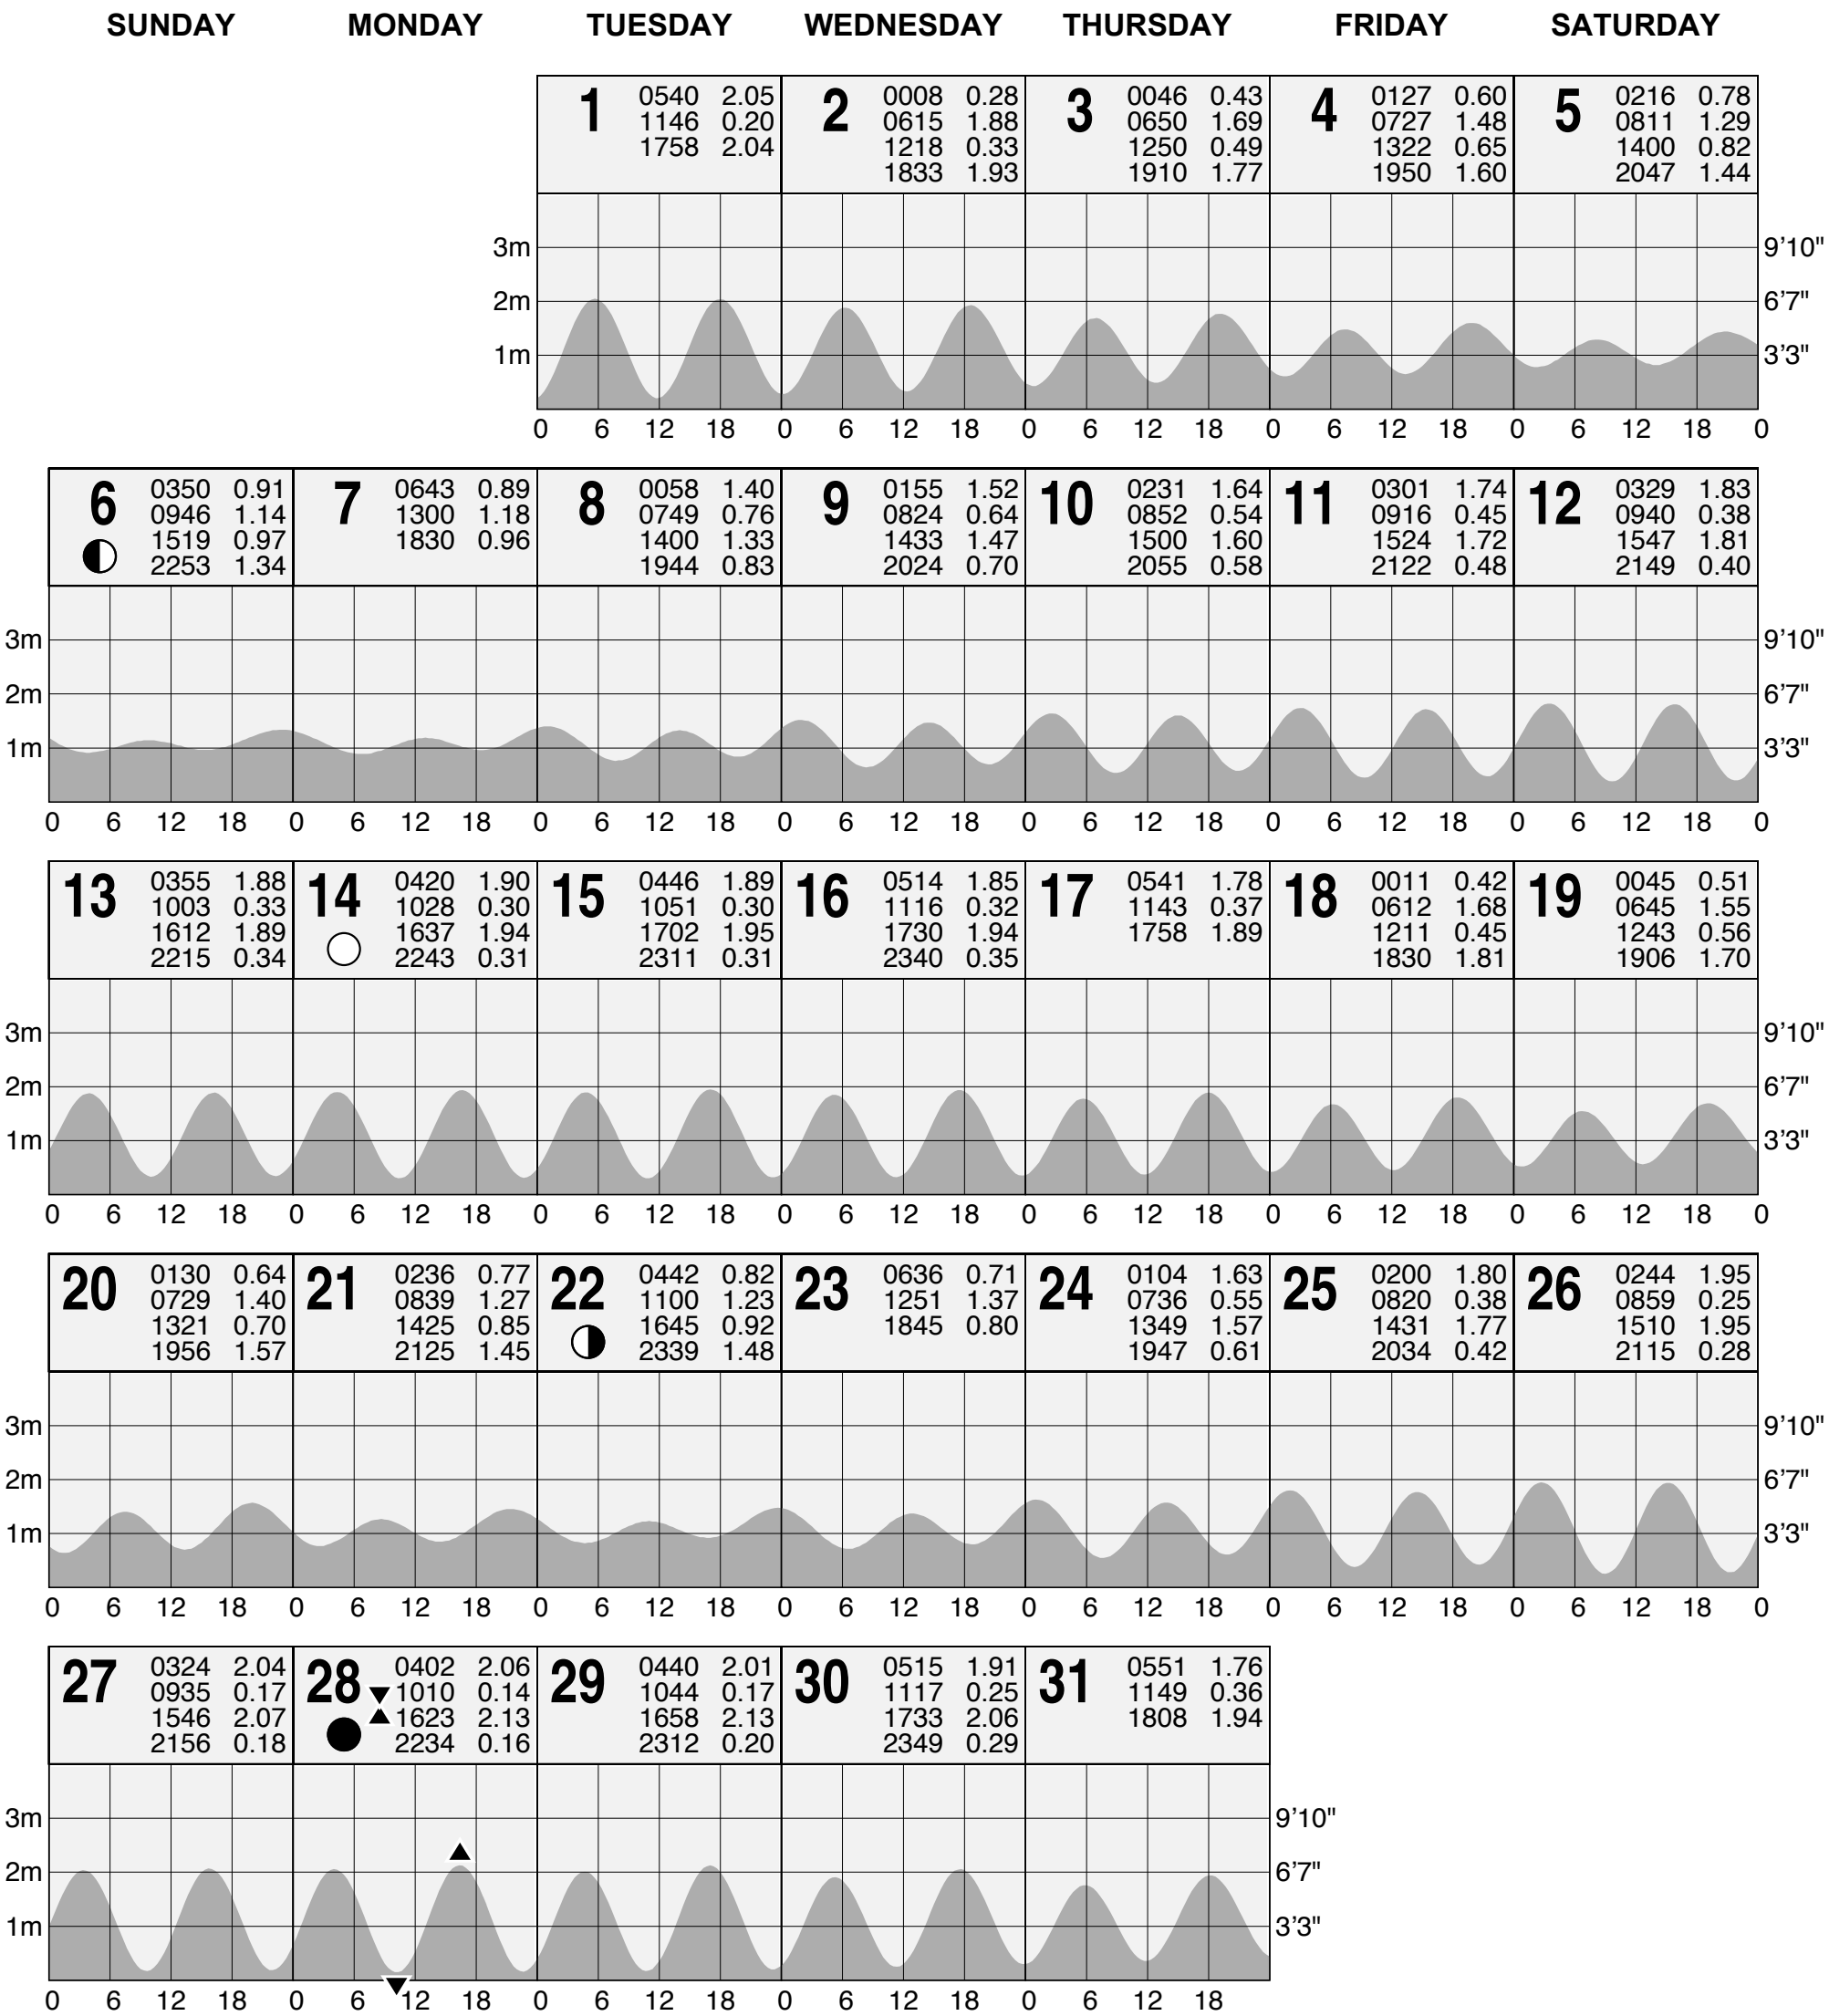 SUNDAY MONDAY TUESDAY WEDNESDAY THURSDAY FRIDAY SATURDAY
1 0540 2.05
1146 0.20
1758 2.04
2 0008 0.28
0615 1.88
1218 0.33
1833 1.93
3 0046 0.43
0650 1.69
1250 0.49
1910 1.77
4 0127 0.60
0727 1.48
1322 0.65
1950 1.60
5 0216 0.78
0811 1.29
1400 0.82
2047 1.44
3m 9'10"
2m 6'7"
1m 3'3"
0 6 12 18 0 6 12 18 0 6 12 18 0 6 12 18 0 6 12 18 0
6 0350 0.91
0946 1.14
1519 0.97
2253 1.34
7 0643 0.89
1300 1.18
1830 0.96
8 0058 1.40
0749 0.76
1400 1.33
1944 0.83
9 0155 1.52
0824 0.64
1433 1.47
2024 0.70
10 0231 1.64
0852 0.54
1500 1.60
2055 0.58
11 0301 1.74
0916 0.45
1524 1.72
2122 0.48
12 0329 1.83
0940 0.38
1547 1.81
2149 0.40
3m 9'10"
2m 6'7"
1m 3'3"
0 6 12 18 0 6 12 18 0 6 12 18 0 6 12 18 0 6 12 18 0 6 12 18 0 6 12 18 0
13 0355 1.88
1003 0.33
1612 1.89
2215 0.34
14 0420 1.90
1028 0.30
1637 1.94
2243 0.31
15 0446 1.89
1051 0.30
1702 1.95
2311 0.31
16 0514 1.85
1116 0.32
1730 1.94
2340 0.35
17 0541 1.78
1143 0.37
1758 1.89
18 0011 0.42
0612 1.68
1211 0.45
1830 1.81
19 0045 0.51
0645 1.55
1243 0.56
1906 1.70
3m 9'10"
2m 6'7"
1m 3'3"
0 6 12 18 0 6 12 18 0 6 12 18 0 6 12 18 0 6 12 18 0 6 12 18 0 6 12 18 0
20 0130 0.64
0729 1.40
1321 0.70
1956 1.57
21 0236 0.77
0839 1.27
1425 0.85
2125 1.45
22 0442 0.82
1100 1.23
1645 0.92
2339 1.48
23 0636 0.71
1251 1.37
1845 0.80
24 0104 1.63
0736 0.55
1349 1.57
1947 0.61
25 0200 1.80
0820 0.38
1431 1.77
2034 0.42
26 0244 1.95
0859 0.25
1510 1.95
2115 0.28
3m 9'10"
2m 6'7"
1m 3'3"
0 6 12 18 0 6 12 18 0 6 12 18 0 6 12 18 0 6 12 18 0 6 12 18 0 6 12 18 0
27 0324 2.04
0935 0.17
1546 2.07
2156 0.18
28 0402 2.06
1010 0.14
1623 2.13
2234 0.16
29 0440 2.01
1044 0.17
1658 2.13
2312 0.20
30 0515 1.91
1117 0.25
1733 2.06
2349 0.29
31 0551 1.76
1149 0.36
1808 1.94
3m 9'10"
2m 6'7"
1m 3'3"
0 6 12 18 0 6 12 18 0 6 12 18 0 6 12 18 0 6 12 18